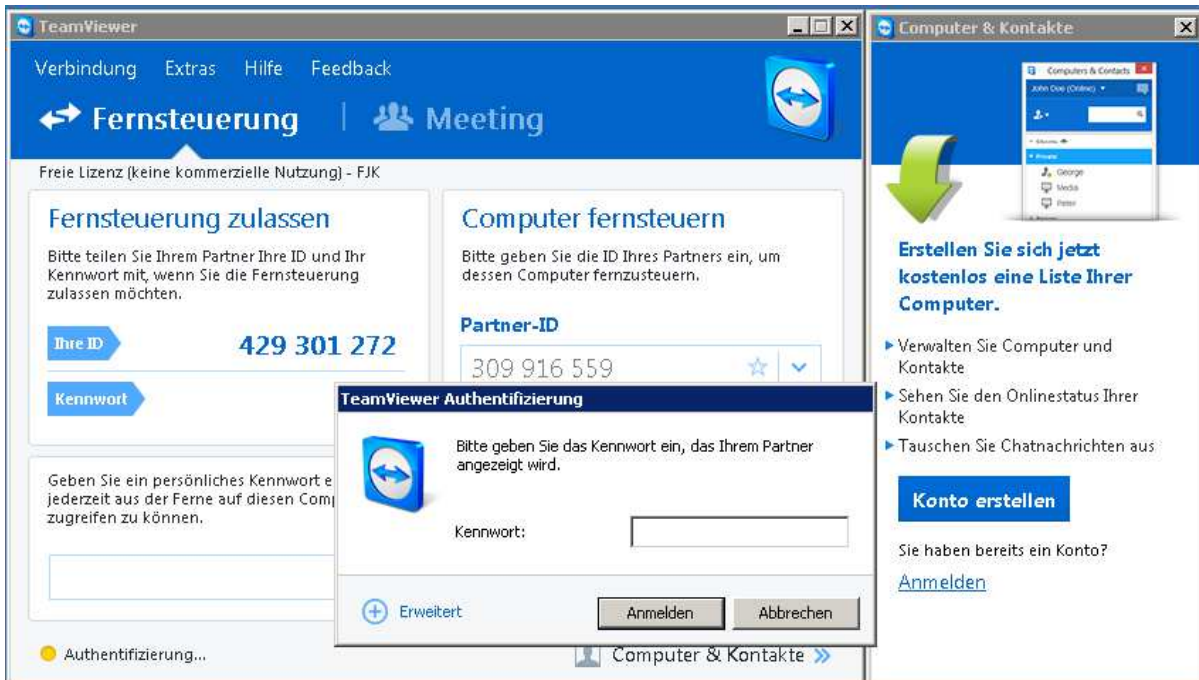 TeamViewer
Verbindung Extras Hilfe Feedback
Fernsteuerung Meeting
Freie Lizenz (keine kommerzielle Nutzung) - FJK
Fernsteuerung zulassen
Bitte teilen Sie Ihrem Partner Ihre ID und Ihr
Kennwort mit, wenn Sie die Fernsteuerung
zulassen möchten.
Ihre ID 429 301 272
Kennwort
Geben Sie ein persönliches Kennwort e
jederzeit aus der Ferne auf diesen Comp
zugreifen zu können.
Authentifizierung...
Computer fernsteuern
Bitte geben Sie die ID Ihres Partners ein, um
dessen Computer fernzusteuern.
Partner-ID
309 916 559
TeamViewer Authentifizierung
Bitte geben Sie das Kennwort ein, das Ihrem Partner
angezeigt wird.
Kennwort:
Erweitert Anmelden Abbrechen
Computer & Kontakte
Computer & Kontakte
Computers & Contacts
John Doe (Online)
Private
George
Media
Peter
Erstellen Sie sich jetzt
kostenlos eine Liste Ihrer
Computer.
Verwalten Sie Computer und
Kontakte
Sehen Sie den Onlinestatus Ihrer
Kontakte
Tauschen Sie Chatnachrichten aus
Konto erstellen
Sie haben bereits ein Konto?
Anmelden